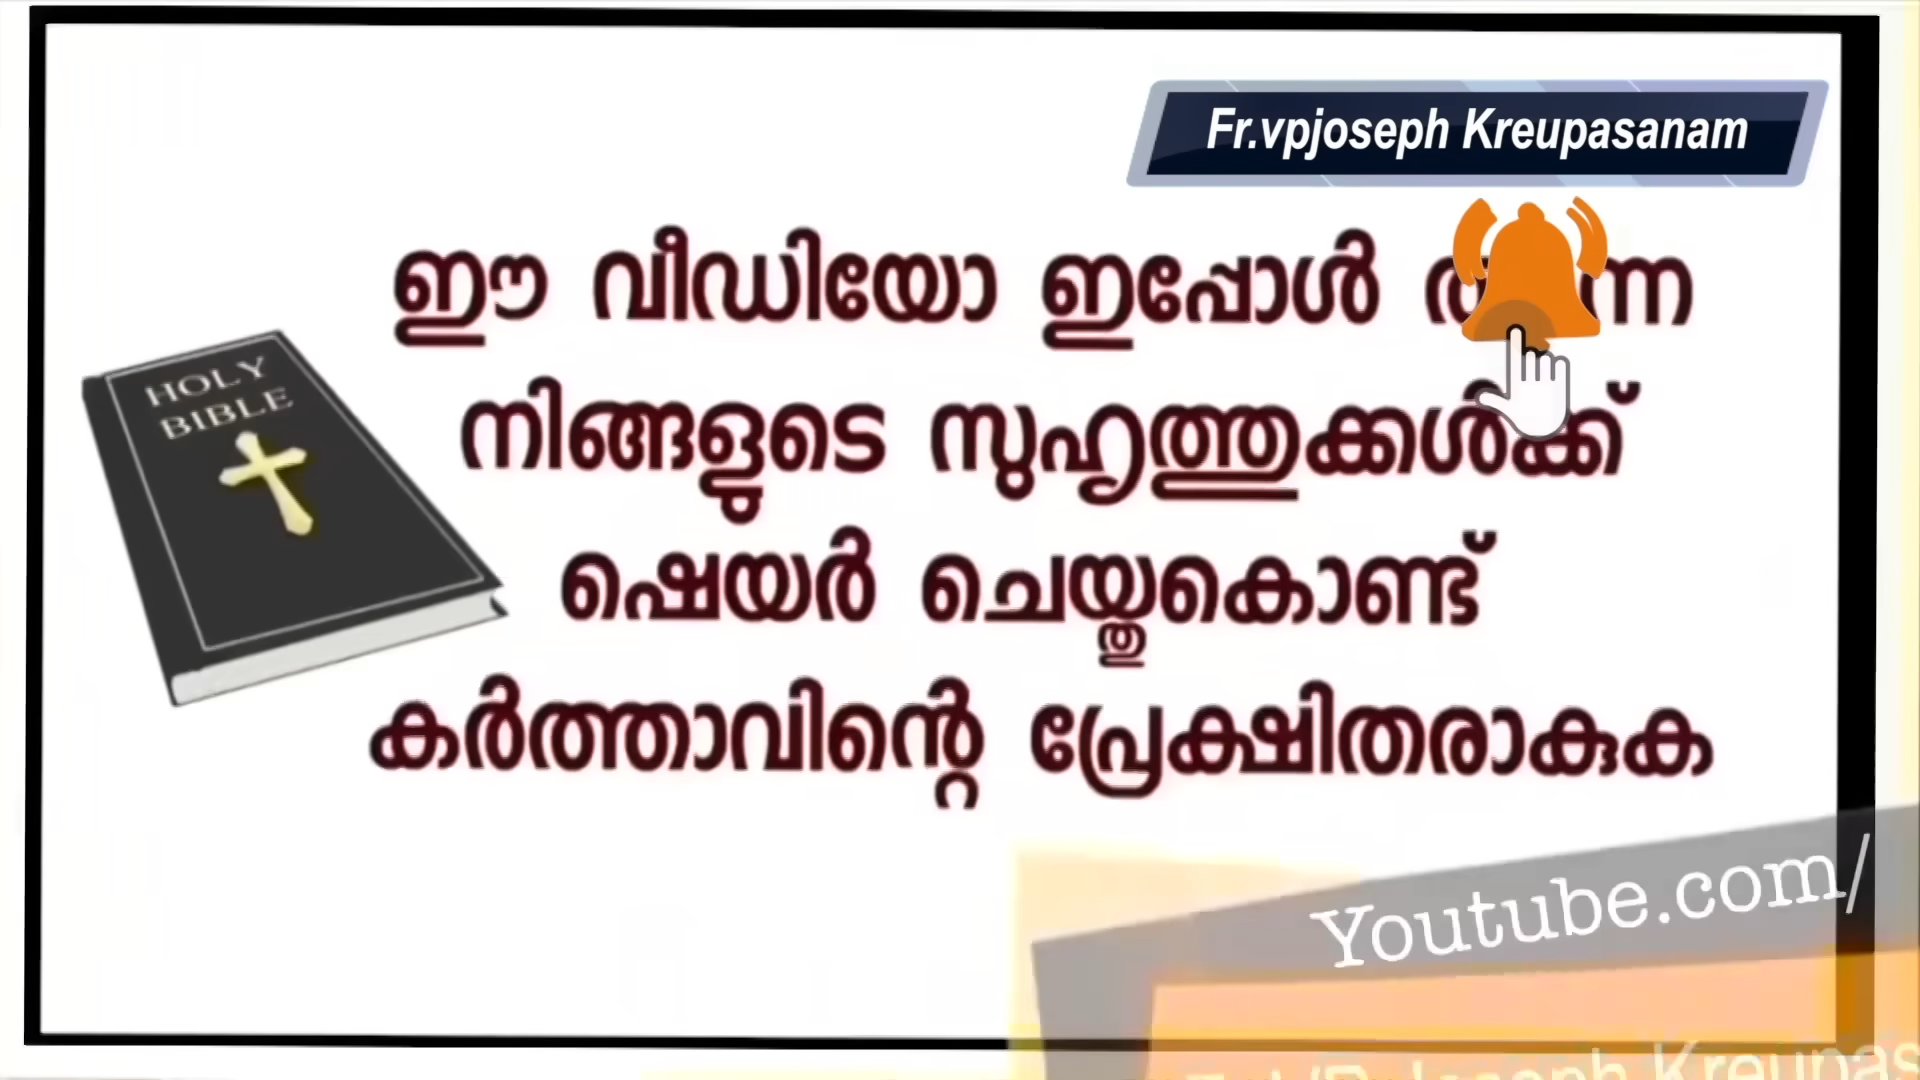 Fr.vpjoseph Kreupasanam
ഈ വീഡിയോ ഇപ്പോൾ
നിങ്ങളുടെ സുഹൃത്തുക്കൾക്ക്
ഷെയർ ചെയ്തുകൊണ്ട്
കർത്താവിന്റെ പ്രേക്ഷിതരാകുക
HOLY
BIBLE
Youtube.com/